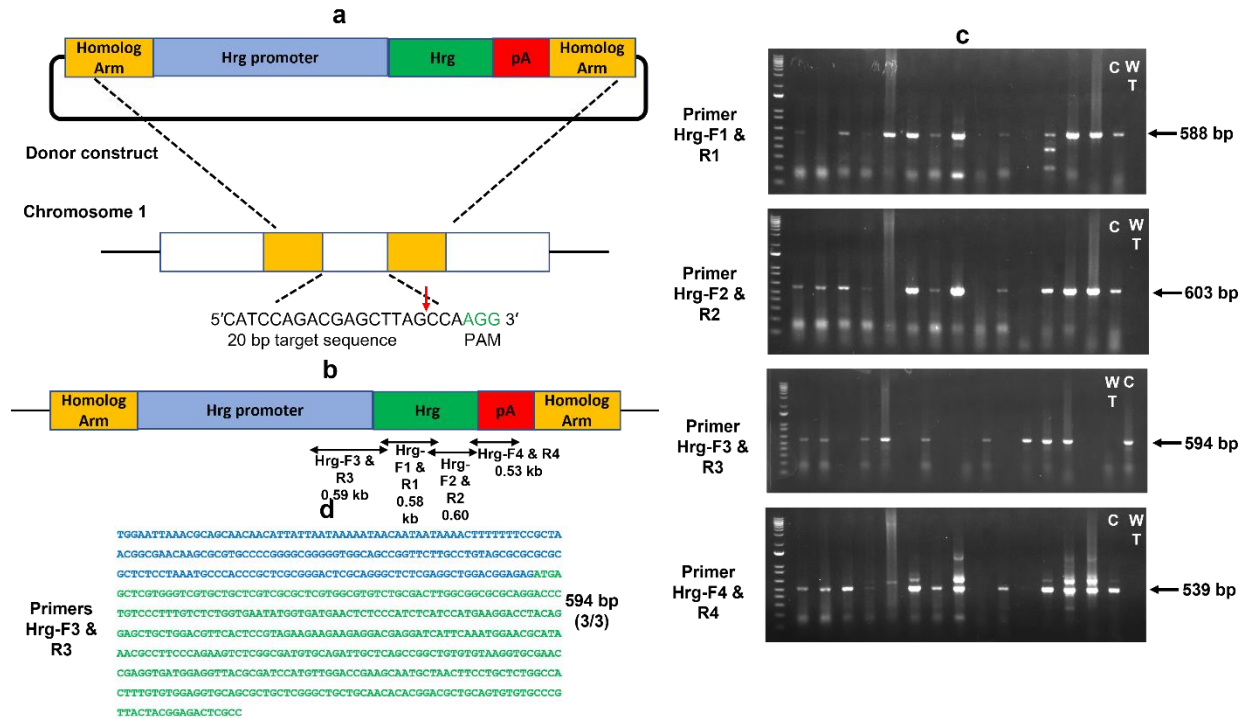 a
Homolog Arm
Hrg promoter
Hrg
pA
Homolog Arm
Donor construct
Chromosome 1
5'CATCCAGACGAGCTTAGCCAAGG 3'
20 bp target sequence
PAM
b
Homolog Arm
Hrg promoter
Hrg
pA
Homolog Arm
Hrg-F3 & R3 0.59 kb
Hrg-F1 & R1 0.58 kb
Hrg-F2 & R2 0.60
Hrg-F4 & R4 0.53 kb
c
Primer Hrg-F1 & R1
C
W T
588 bp
Primer Hrg-F2 & R2
C
W T
603 bp
Primer Hrg-F3 & R3
W T
C
594 bp
Primer Hrg-F4 & R4
C
W T
539 bp
d
Primers Hrg-F3 & R3
TGGAATTAAACGCAGCAACAACATTATTAATAAAAATAACAATAATAAAACTTTTTTTCCGCTA
ACGGCGAACAAGCGCGTGCCCCGGGGCGGGGGTGGCAGCCGGTTCTTGCCTGTAGCGCGCGCGC
GCTCTCCTAAATGCCCACCCGCTCGCGGGACTCGCAGGGCTCTCGAGGCTGGACGGAGAGATGA
GCTCGTGGGTCGTGCTGCTCGTCGCGCTCGTGGCGTGTCTGCGACTTGGCGGCGCGCAGGACCC
TGTCCCTTTGTCTCTGGTGAATATGGTGATGAACTCTCCCATCTCATCCATGAAGGACCTACAG
GAGCTGCTGGACGTTCACTCCGTAGAAGAAGAAGAGGACGAGGATCATTCAAATGGAACGCATA
AACGCCTTCCCAGAAGTCTCGGCGATGTGCAGATTGCTCAGCCGGCTGTGTGTAAGGTGCGAAC
CGAGGTGATGGAGGTTACGCGATCCATGTTGGACCGAAGCAATGCTAACTTCCTGCTCTGGCCA
CTTTGTGTGGAGGTGCAGCGCTGCTCGGGCTGCTGCAACACACGGACGCTGCAGTGTGTGCCCG
TTACTACGGAGACTCGCC
594 bp (3/3)